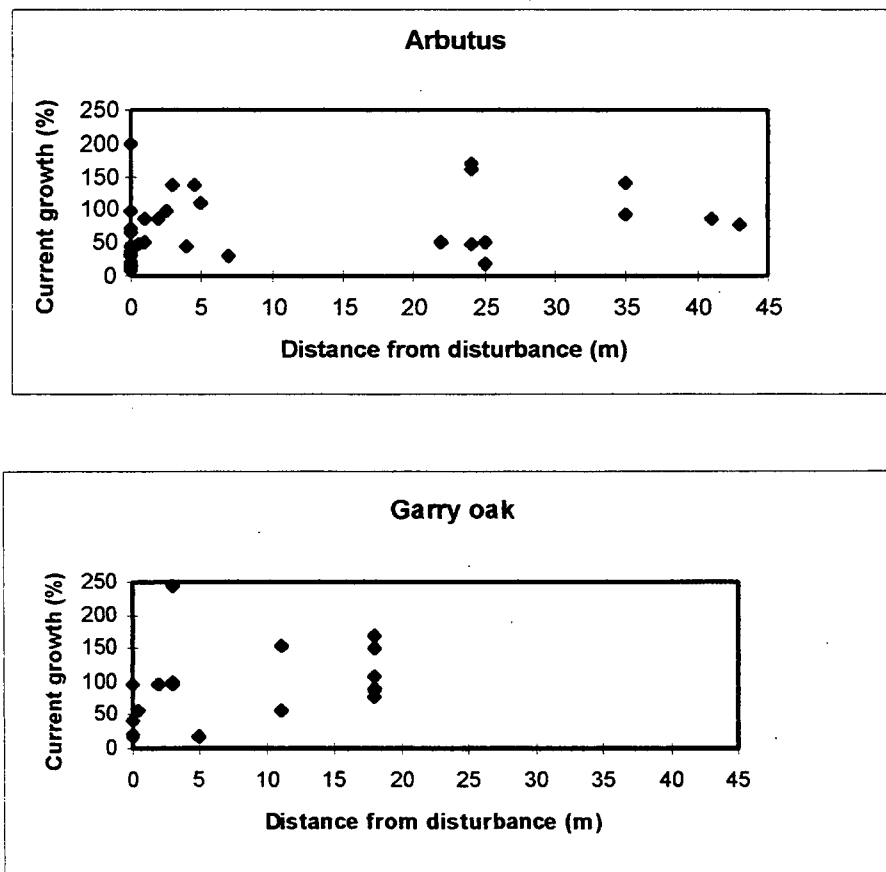 Arbutus
Current growth (%)
250
200
150
100
50
0
0 5 10 15 20 25 30 35 40 45
Distance from disturbance (m)
Garry oak
Current growth (%)
250
200
150
100
50
0
0 5 10 15 20 25 30 35 40 45
Distance from disturbance (m)